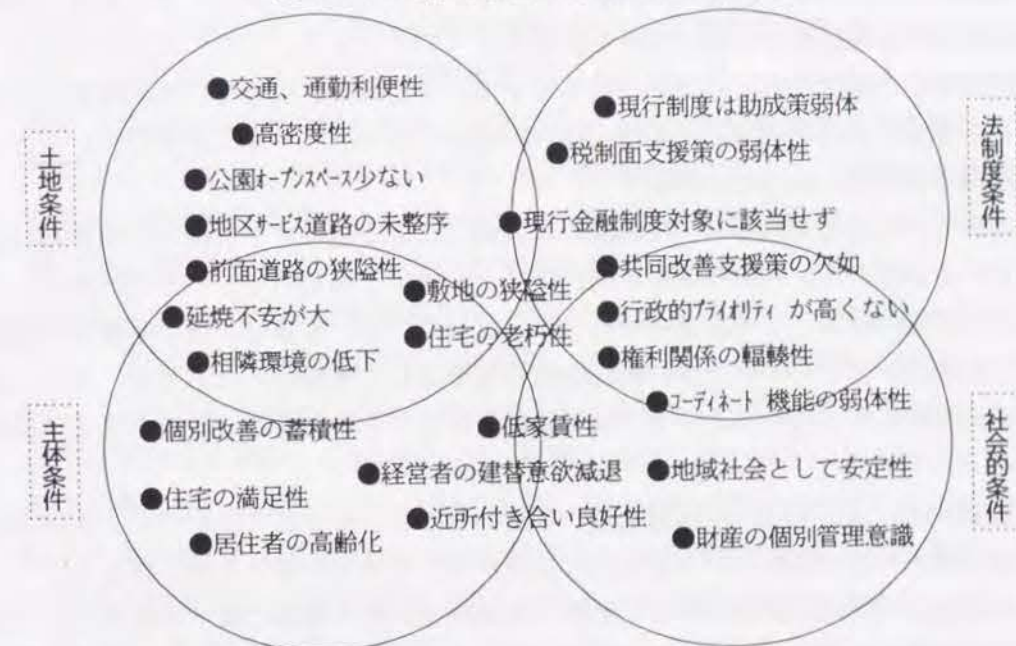 土地条件
●交通、通勤利便性
●高密度性
●公園ｵｰﾌﾟﾝｽﾍﾟｰｽ少ない
●地区ｻｰﾋﾞｽ道路の未整序
●前面道路の狭隘性
●延焼不安が大
●相隣環境の低下
●敷地の狭隘性
●住宅の老朽性
法制度条件
●現行制度は助成策弱体
●税制面支援策の弱体性
●現行金融制度対象に該当せず
●共同改善支援策の欠如
●行政的ﾌﾟﾗｲｵﾘﾃｨ が高くない
●権利関係の輻輳性
主体条件
●個別改善の蓄積性
●住宅の満足性
●居住者の高齢化
●低家賃性
●経営者の建替意欲減退
●近所付き合い良好性
社会的条件
●ｺｰﾃﾞｨﾈｰﾄ 機能の弱体性
●地域社会として安定性
●財産の個別管理意識